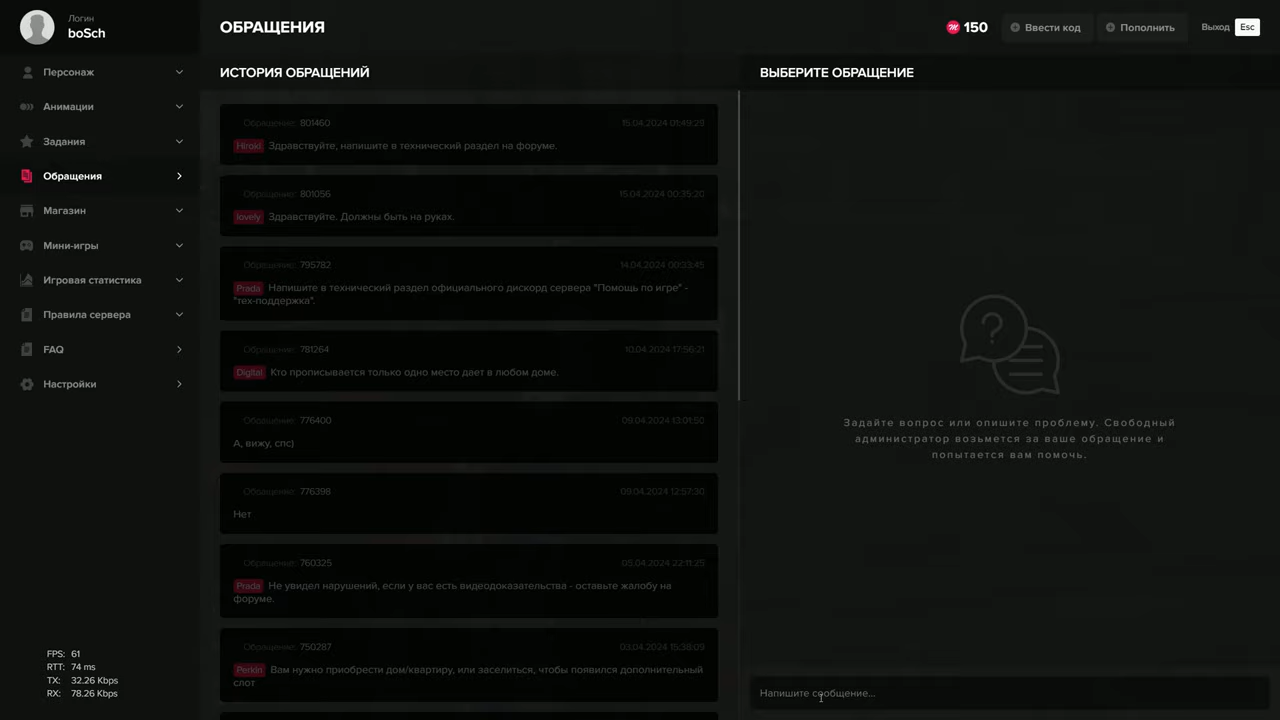 Логин
boSch
Персонаж
Анимации
Задания
Обращения
Магазин
Мини-игры
Игровая статистика
Правила сервера
FAQ
Настройки
FPS: 61
RTT: 74 ms
TX: 32.26 Kbps
RX: 78.26 Kbps
ОБРАЩЕНИЯ
150
Ввести код
Пополнить
Выход Esc
ИСТОРИЯ ОБРАЩЕНИЙ
Обращение: 801460 15.04.2024 01:49:29
Hiroki Здравствуйте, напишите в технический раздел на форуме.
Обращение: 801056 15.04.2024 00:35:20
lovely Здравствуйте. Должны быть на руках.
Обращение: 795782 14.04.2024 00:33:45
Prada Напишите в технический раздел официального дискорд сервера "Помощь по игре" -
"тех-поддержка".
Обращение: 781264 10.04.2024 17:56:21
Digital Кто прописывается только одно место дает в любом доме.
Обращение: 776400 09.04.2024 13:01:50
А, вижу, спс)
Обращение: 776398 09.04.2024 12:57:30
Нет
Обращение: 760325 05.04.2024 22:11:25
Prada Не увидел нарушений, если у вас есть видеодоказательства - оставьте жалобу на
форуме.
Обращение: 750287 03.04.2024 15:38:09
Perkin Вам нужно приобрести дом/квартиру, или заселиться, чтобы появился дополнительный
слот
ВЫБЕРИТЕ ОБРАЩЕНИЕ
Задайте вопрос или опишите проблему. Свободный
администратор возьмется за ваше обращение и
попытается вам помочь.
Напишите сообщение...